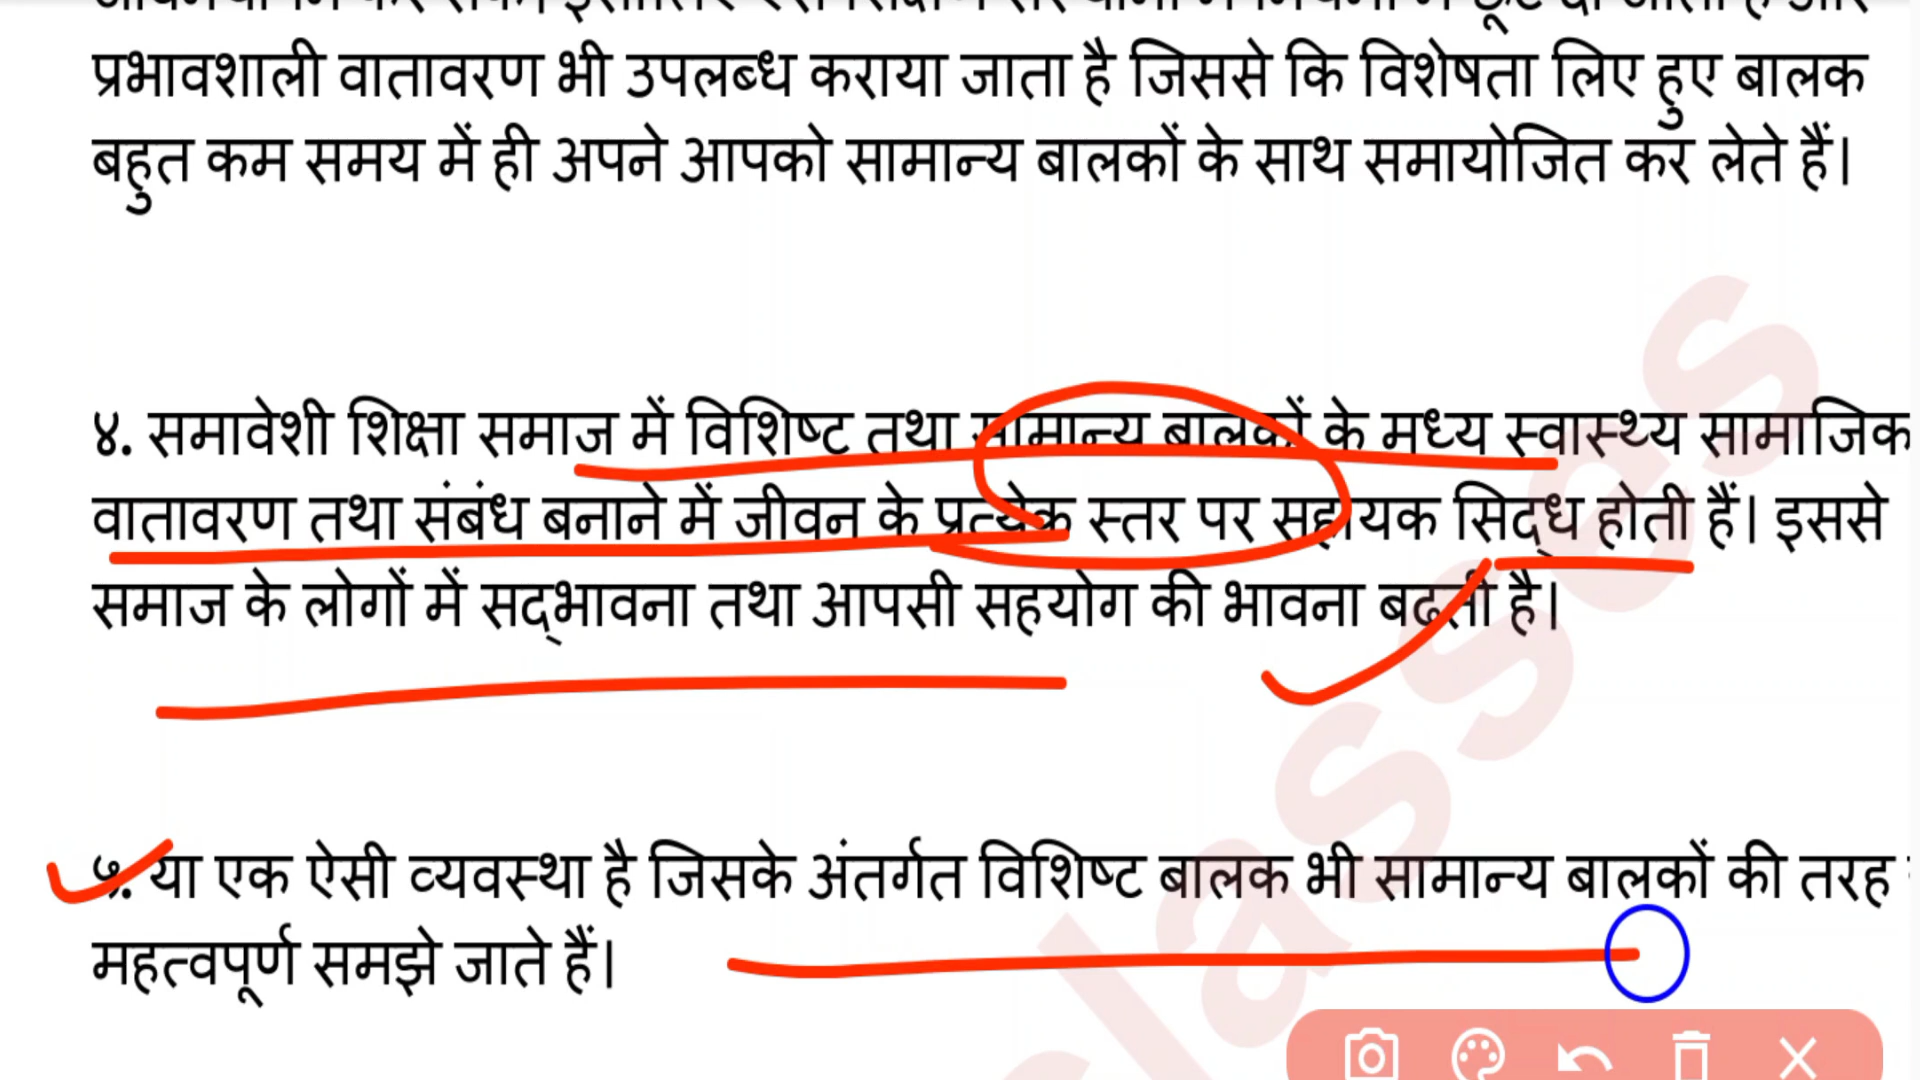 प्रभावशाली वातावरण भी उपलब्ध कराया जाता है जिससे कि विशेषता लिए हुए बालक
बहुत कम समय में ही अपने आपको सामान्य बालकों के साथ समायोजित कर लेते हैं।
४. समावेशी शिक्षा समाज में विशिष्ट तथा सामान्य बालकों के मध्य स्वास्थ्य सामाजिक
वातावरण तथा संबंध बनाने में जीवन के प्रत्येक स्तर पर सहायक सिद्ध होती हैं। इससे
समाज के लोगों में सद्भावना तथा आपसी सहयोग की भावना बढती है।
५. या एक ऐसी व्यवस्था है जिसके अंतर्गत विशिष्ट बालक भी सामान्य बालकों की तरह
महत्वपूर्ण समझे जाते हैं।
lasses